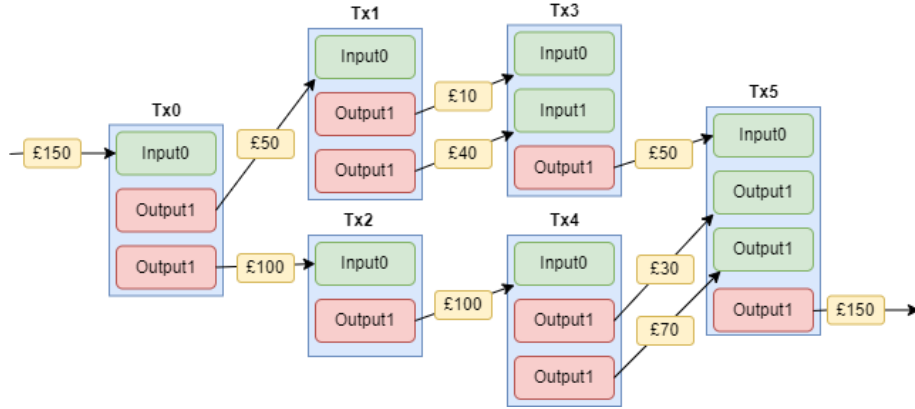 Tx0
£150
Input0
Output1
Output1
£50
£100
Tx1
Input0
Output1
Output1
£10
£40
Tx2
Input0
Output1
£100
Tx3
Input0
Input1
Output1
£50
Tx4
Input0
Output1
Output1
£30
£70
Tx5
Input0
Output1
Output1
Output1
£150